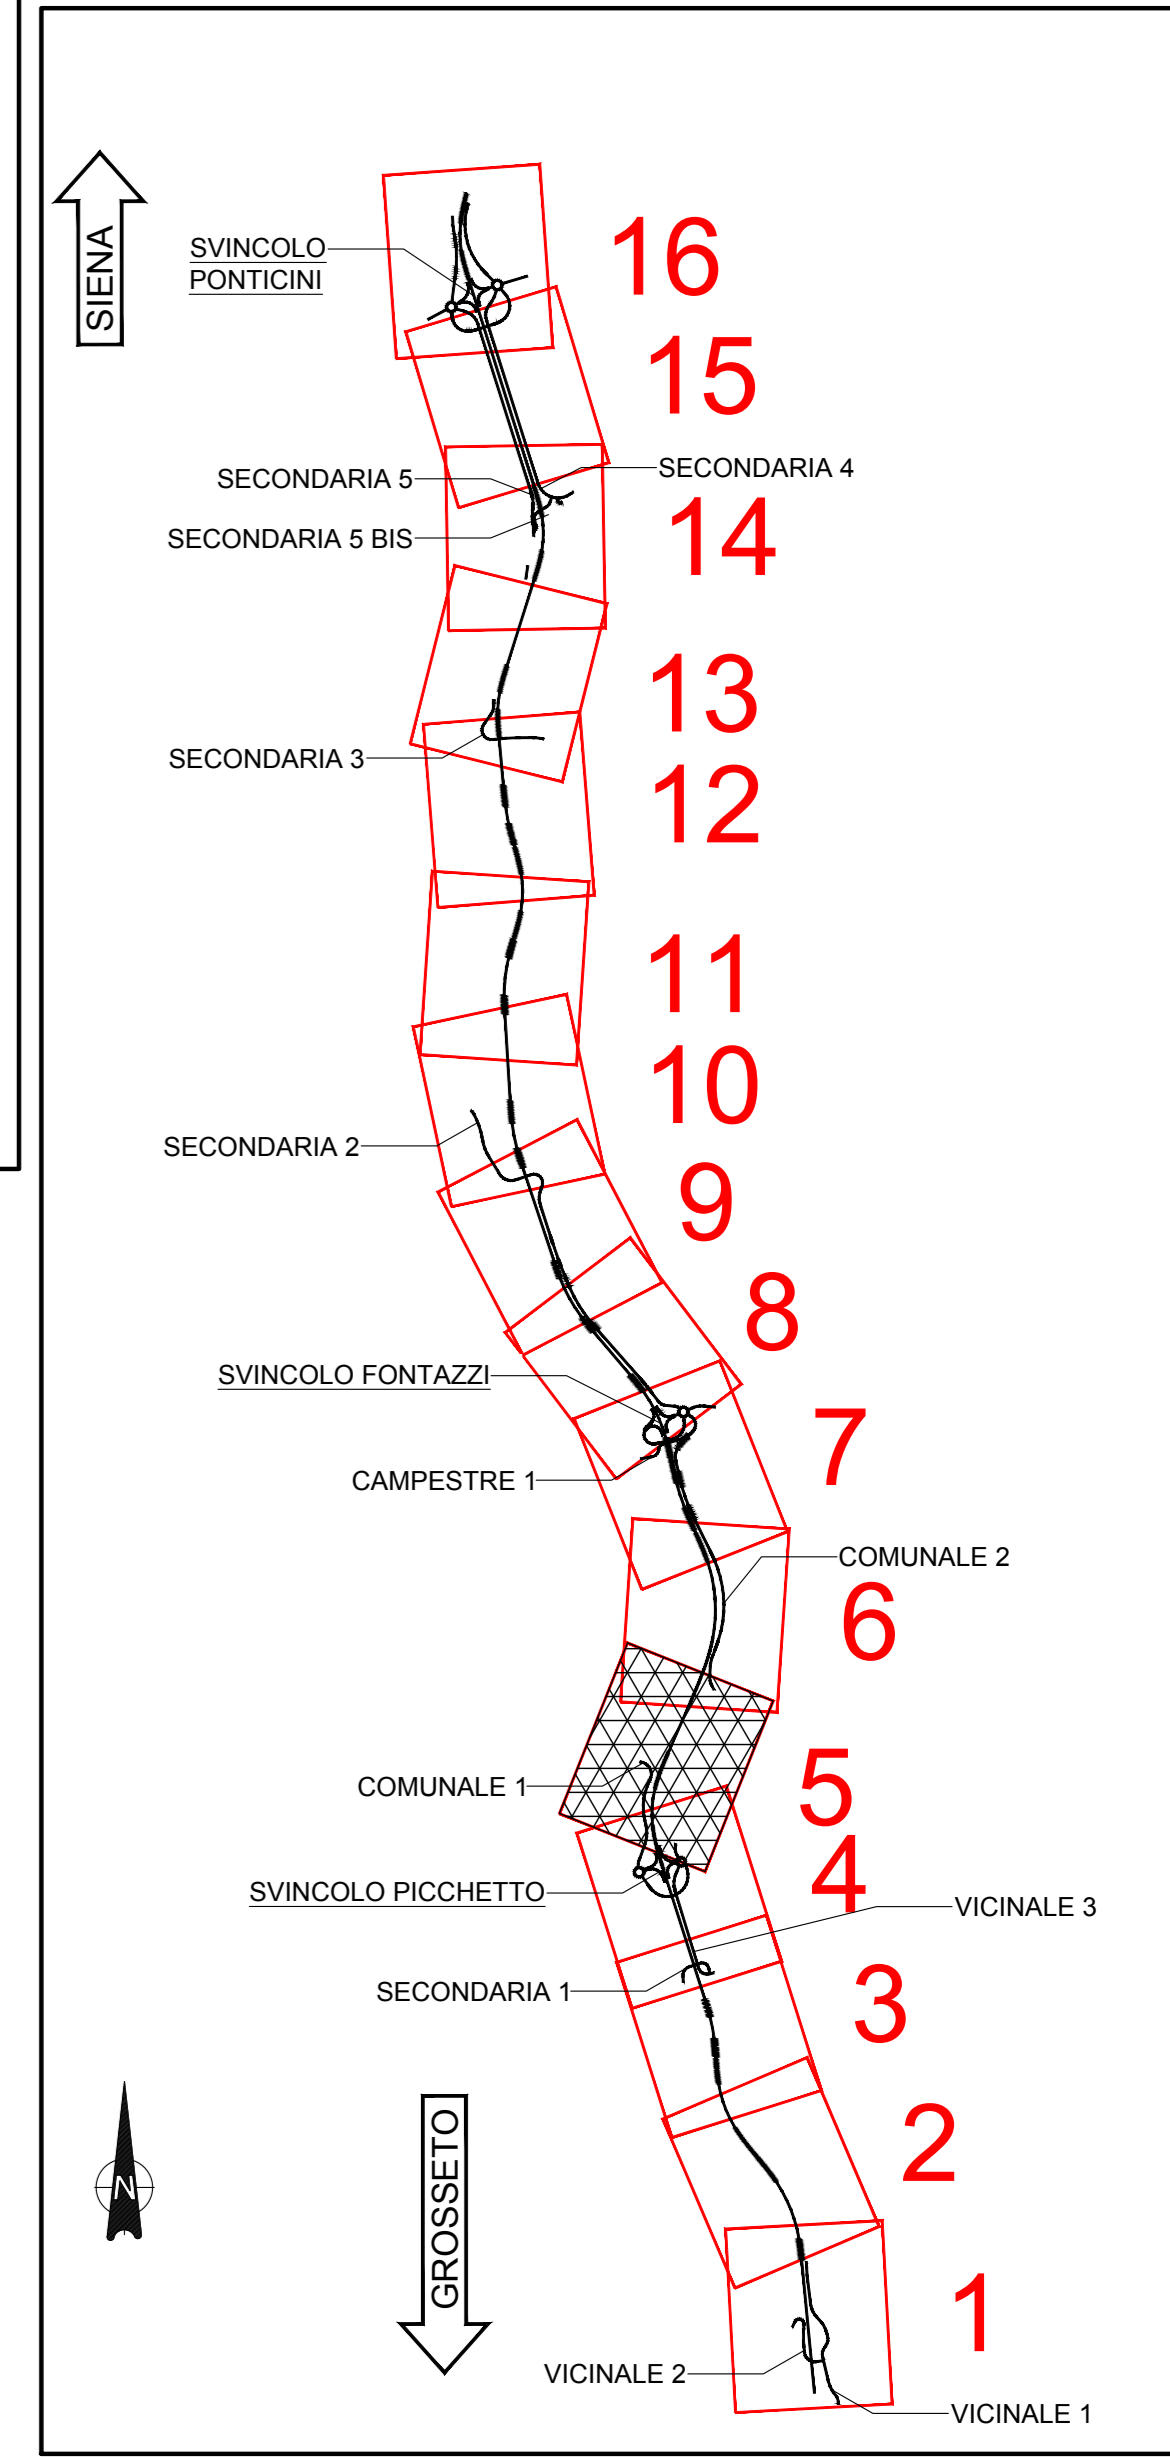 SIENA
SVINCOLO
PONTICINI
16
15
SECONDARIA 5
SECONDARIA 4
14
SECONDARIA 5 BIS
13
SECONDARIA 3
12
11
10
SECONDARIA 2
9
8
SVINCOLO FONTAZZI
7
CAMPESTRE 1
COMUNALE 2
6
COMUNALE 1
5
4
SVINCOLO PICCHETTO
VICINALE 3
SECONDARIA 1
3
N
GROSSETO
2
1
VICINALE 2
VICINALE 1